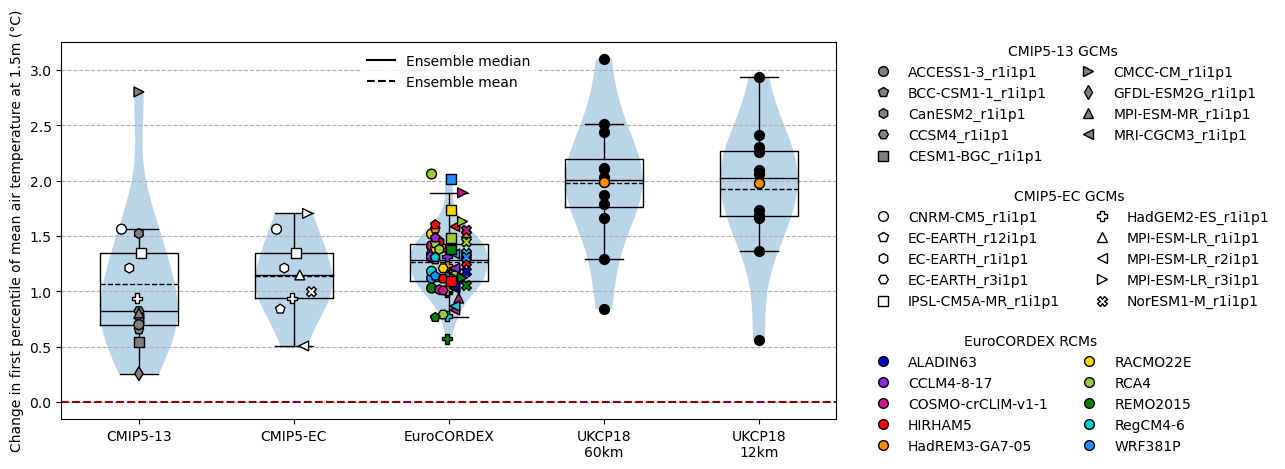 Change in first percentile of mean air temperature at 1.5m (°C)
3.0
2.5
2.0
1.5
1.0
0.5
0.0
Ensemble median
Ensemble mean
CMIP5-13
CMIP5-EC
EuroCORDEX
UKCP18
60km
UKCP18
12km
CMIP5-13 GCMs
ACCESS1-3_r1i1p1
BCC-CSM1-1_r1i1p1
CanESM2_r1i1p1
CCSM4_r1i1p1
CESM1-BGC_r1i1p1
CMCC-CM_r1i1p1
GFDL-ESM2G_r1i1p1
MPI-ESM-MR_r1i1p1
MRI-CGCM3_r1i1p1
CMIP5-EC GCMs
CNRM-CM5_r1i1p1
EC-EARTH_r12i1p1
EC-EARTH_r1i1p1
EC-EARTH_r3i1p1
IPSL-CM5A-MR_r1i1p1
HadGEM2-ES_r1i1p1
MPI-ESM-LR_r1i1p1
MPI-ESM-LR_r2i1p1
MPI-ESM-LR_r3i1p1
NorESM1-M_r1i1p1
EuroCORDEX RCMs
ALADIN63
CCLM4-8-17
COSMO-crCLIM-v1-1
HIRHAM5
HadREM3-GA7-05
RACMO22E
RCA4
REMO2015
RegCM4-6
WRF381P